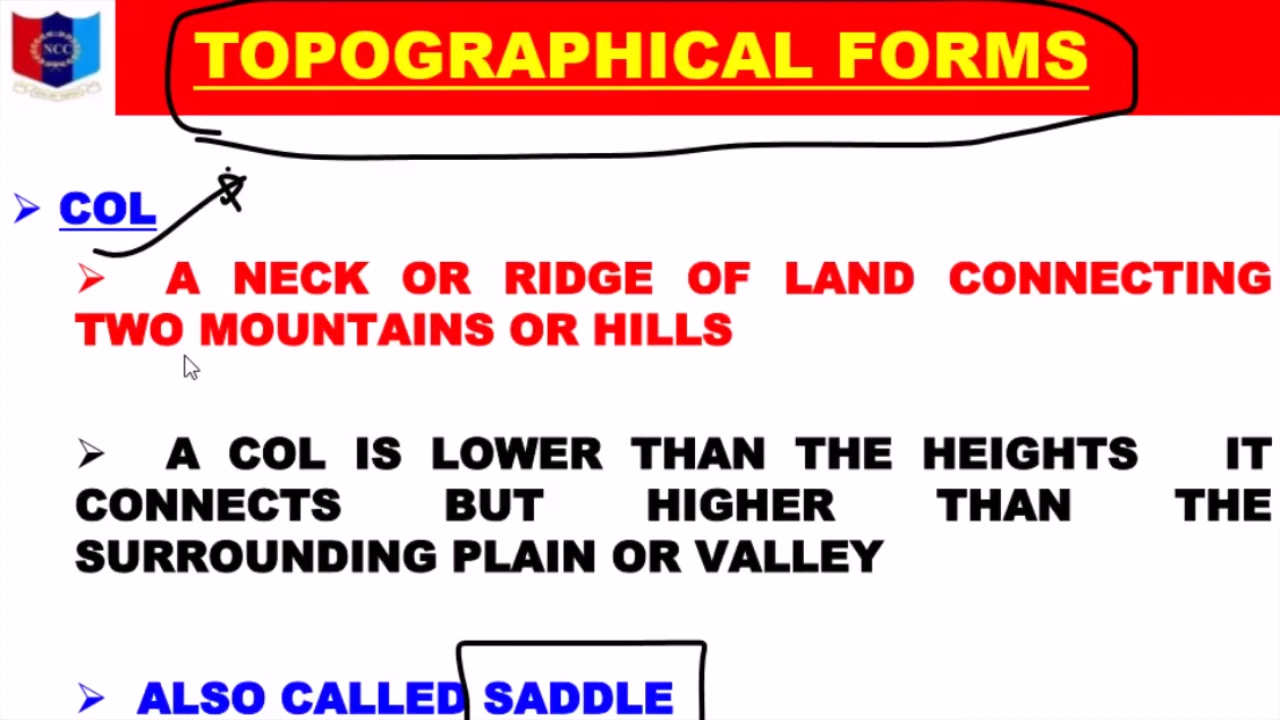 NCC
TOPOGRAPHICAL FORMS
COL
A NECK OR RIDGE OF LAND CONNECTING
TWO MOUNTAINS OR HILLS
A COL IS LOWER THAN THE HEIGHTS IT
CONNECTS BUT HIGHER THAN THE
SURROUNDING PLAIN OR VALLEY
ALSO CALLED SADDLE